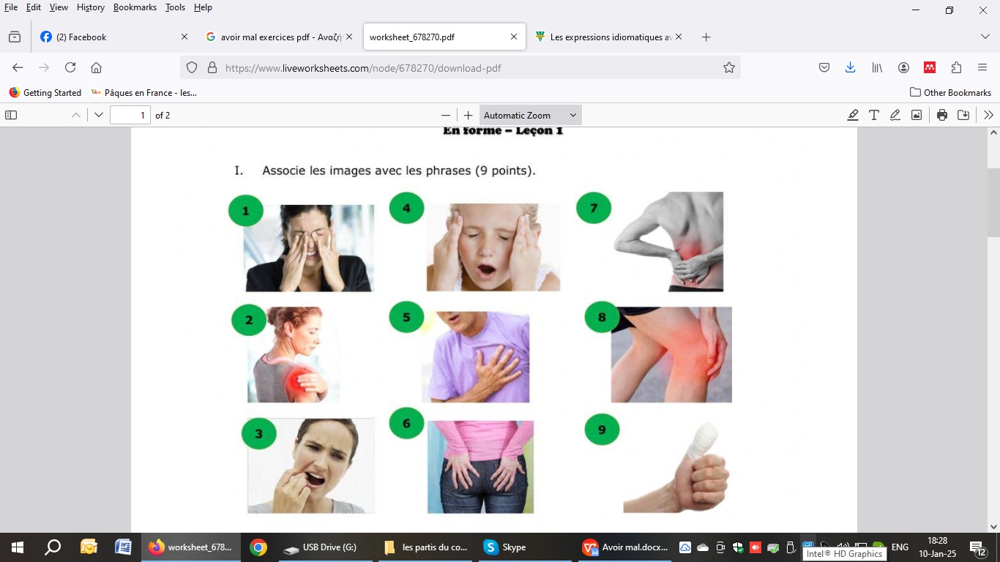 File Edit View History Bookmarks Tools Help
(2) Facebook
avoir mal exercices pdf - Αναζή
worksheet_678270.pdf
Les expressions idiomatiques av
https://www.liveworksheets.com/node/678270/download-pdf
Getting Started
Pâques en France - les...
Other Bookmarks
1 of 2
Automatic Zoom
En forme – Leçon 1
I. Associe les images avec les phrases (9 points).
1 4 7
2 5 8
3 6 9
worksheet_678...
USB Drive (G:)
les partis du co...
Skype
Avoir mal.docx...
ENG
18:28
10-Jan-25
12
Intel® HD Graphics